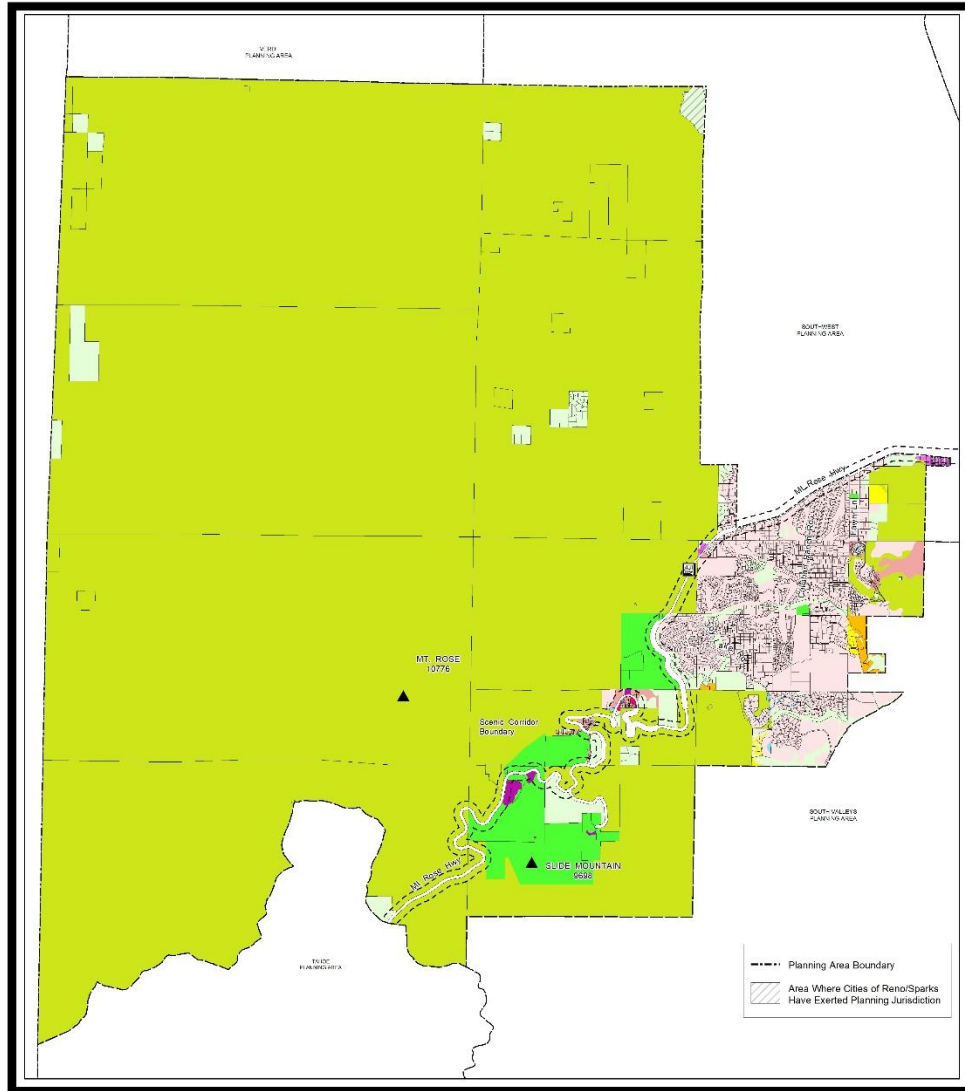 VERDI
PLANNING AREA
SOUTHWEST
PLANNING AREA
Mt. Rose Hwy
MT. ROSE
10776
Scenic Corridor
Boundary
SLIDE MOUNTAIN
9698
Mt. Rose Hwy
SOUTH VALLEYS
PLANNING AREA
TAHOE
PLANNING AREA
Planning Area Boundary
Area Where Cities of Reno/Sparks
Have Exerted Planning Jurisdiction